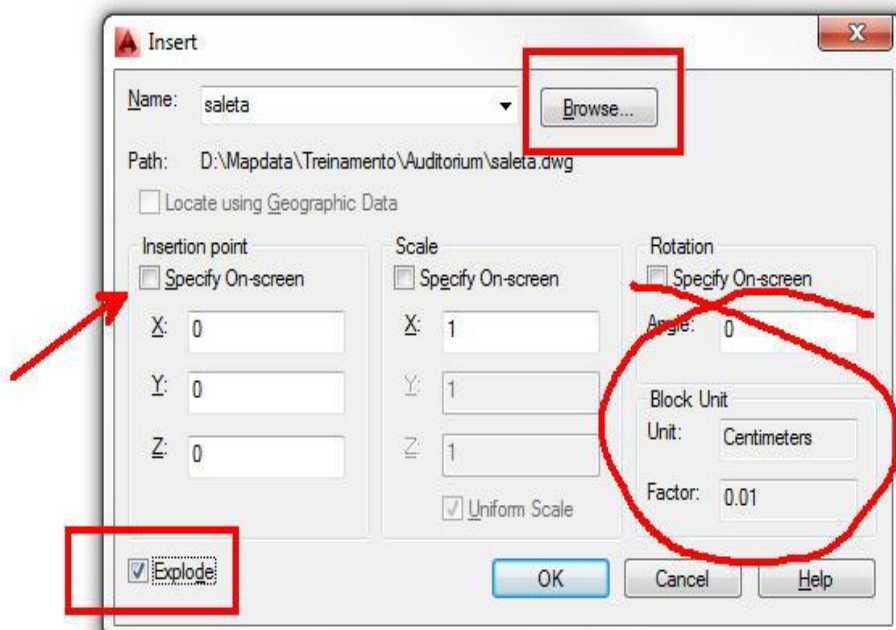 Insert
Name: saleta Browse...
Path: D:\Mapdata\Treinamento\Auditorium\saleta.dwg
Locate using Geographic Data
Insertion point
Specify On-screen
X: 0
Y: 0
Z: 0
Scale
Specify On-screen
X: 1
Y: 1
Z: 1
Uniform Scale
Rotation
Specify On-screen
Angle: 0
Block Unit
Unit: Centimeters
Factor: 0.01
Explode
OK Cancel Help